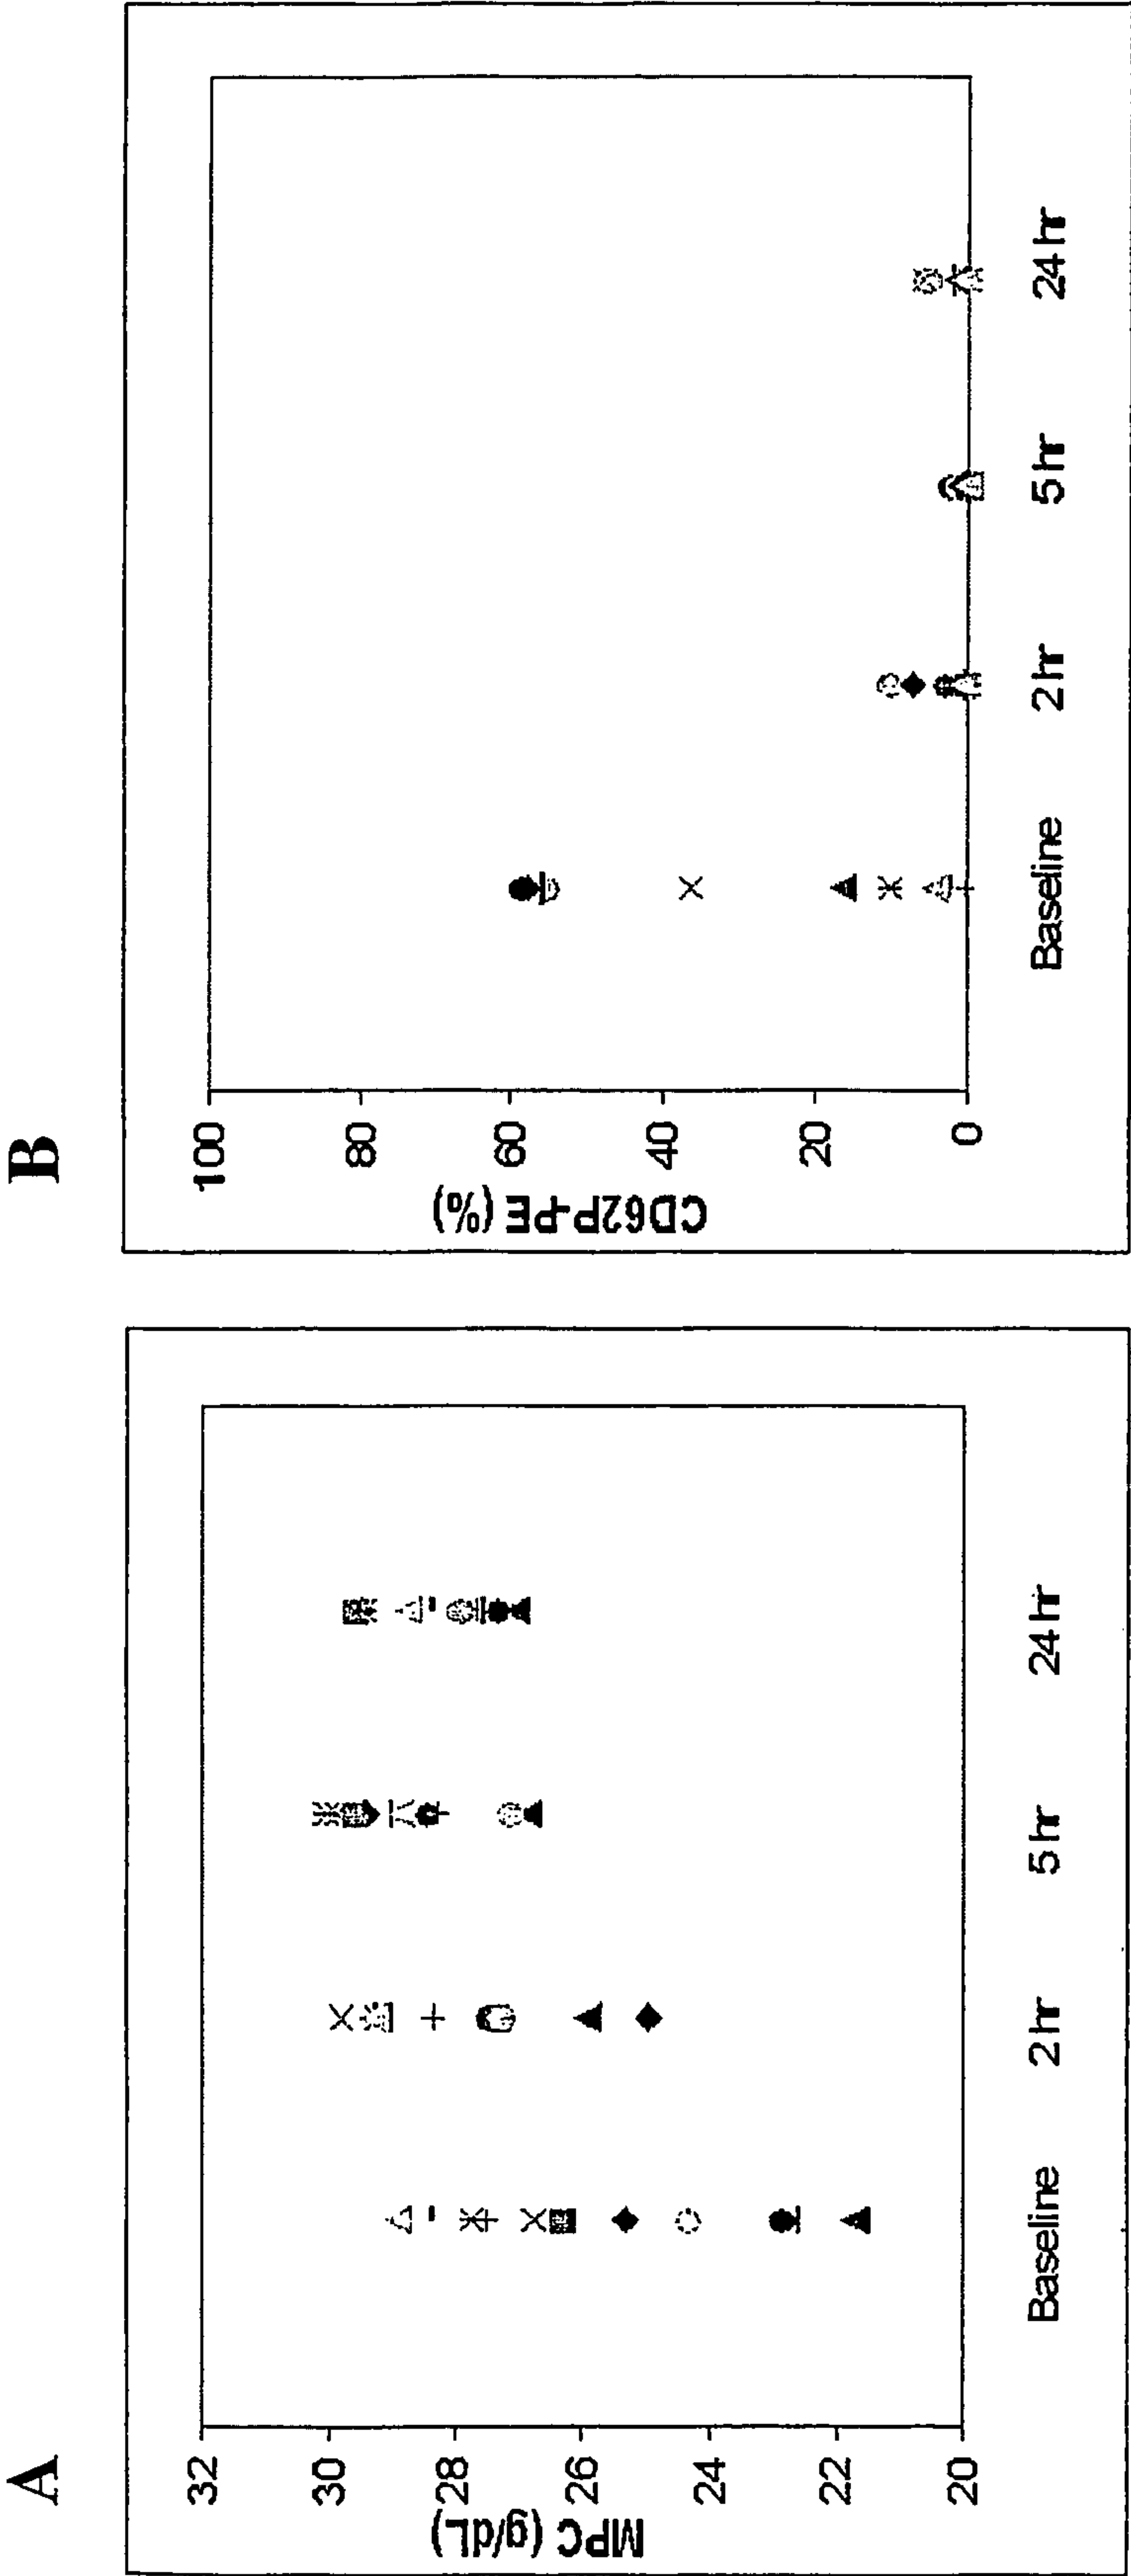 A
MPC (g/dL)
32
30
28
26
24
22
20
Baseline
2 hr
5 hr
24 hr
B
CD62P-PE (%)
100
80
60
40
20
0
Baseline
2 hr
5 hr
24 hr